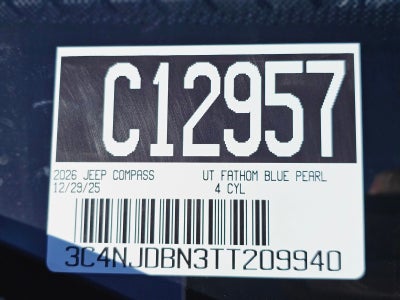 C12957
2026 JEEP COMPASS UT FATHOM BLUE PEARL
12/29/25 4 CYL
3C4NJDBN3TT209940